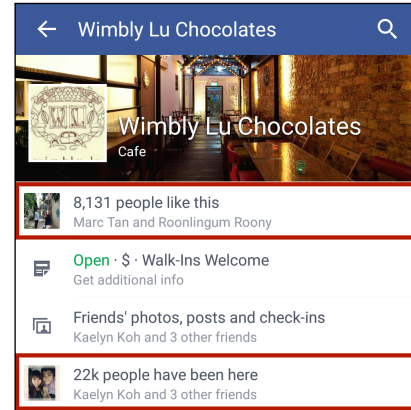 Wimbly Lu Chocolates
Wimbly Lu Chocolates
Cafe
8,131 people like this
Marc Tan and Roonlingum Roony
Open · $ · Walk-Ins Welcome
Get additional info
Friends' photos, posts and check-ins
Kaelyn Koh and 3 other friends
22k people have been here
Kaelyn Koh and 3 other friends